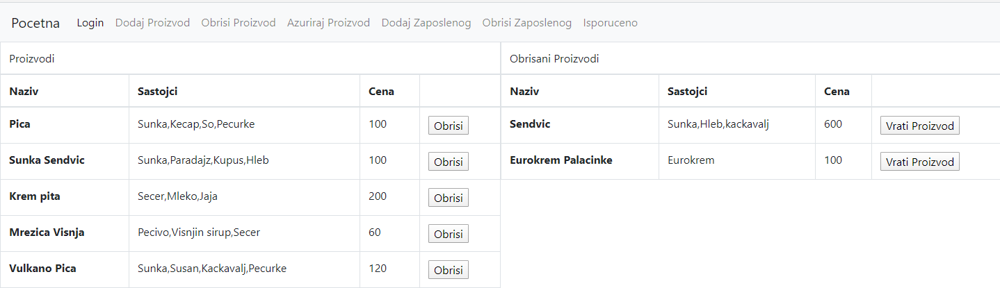 Pocetna Login Dodaj Proizvod Obrisi Proizvod Azuriraj Proizvod Dodaj Zaposlenog Obrisi Zaposlenog Isporuceno
Proizvodi
Naziv Sastojci Cena
Pica Sunka,Kecap,So,Pecurke 100 Obrisi
Sunka Sendvic Sunka,Paradajz,Kupus,Hleb 100 Obrisi
Krem pita Secer,Mleko,Jaja 200 Obrisi
Mrezica Visnja Pecivo,Visnjin sirup,Secer 60 Obrisi
Vulkano Pica Sunka,Susan,Kackavalj,Pecurke 120 Obrisi
Obrisani Proizvodi
Naziv Sastojci Cena
Sendvic Sunka,Hleb,kackavalj 600 Vrati Proizvod
Eurokrem Palacinke Eurokrem 100 Vrati Proizvod